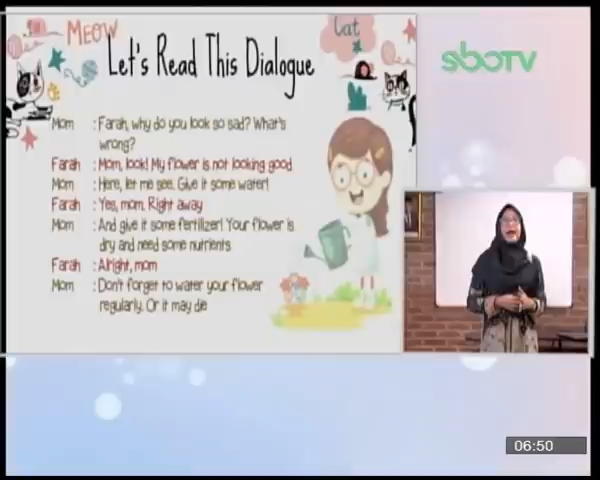 MEOW
Cat
Let's Read This Dialogue
sbotv
Mom : Farah, why do you look so sad? What's
wrong?
Farah : Mom, look! My flower is not looking good
Mom : Here, let me see. Give it some water!
Farah : Yes, mom. Right away
Mom : And give it some fertilizer! Your flower is
dry and need some nutrients
Farah : Alright, mom
Mom : Don't forget to water your flower
regularly. Or it may die
06:50